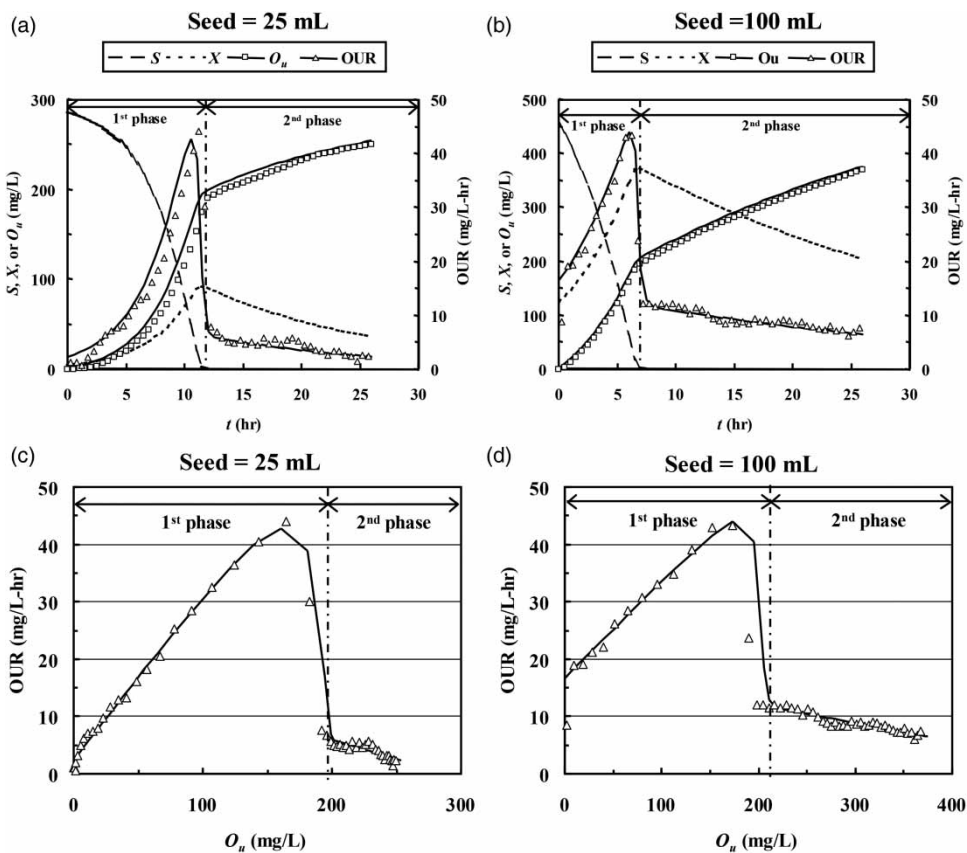 (a) Seed = 25 mL
S X Ou OUR
300 50
1st phase 2nd phase
250 40
200 30
150
100 20
50 10
0 0
S, X, or Ou (mg/L)
OUR (mg/L-hr)
0 5 10 15 20 25 30
t (hr)
(b) Seed =100 mL
S X Ou OUR
500 50
1st phase 2nd phase
400 40
300 30
200 20
100 10
0 0
S, X, or Ou (mg/L)
OUR (mg/L-hr)
0 5 10 15 20 25 30
t (hr)
(c) Seed = 25 mL
50
1st phase 2nd phase
40
30
20
10
0
OUR (mg/L-hr)
0 100 200 300
Ou (mg/L)
(d) Seed = 100 mL
50
1st phase 2nd phase
40
30
20
10
0
OUR (mg/L-hr)
0 100 200 300 400
Ou (mg/L)